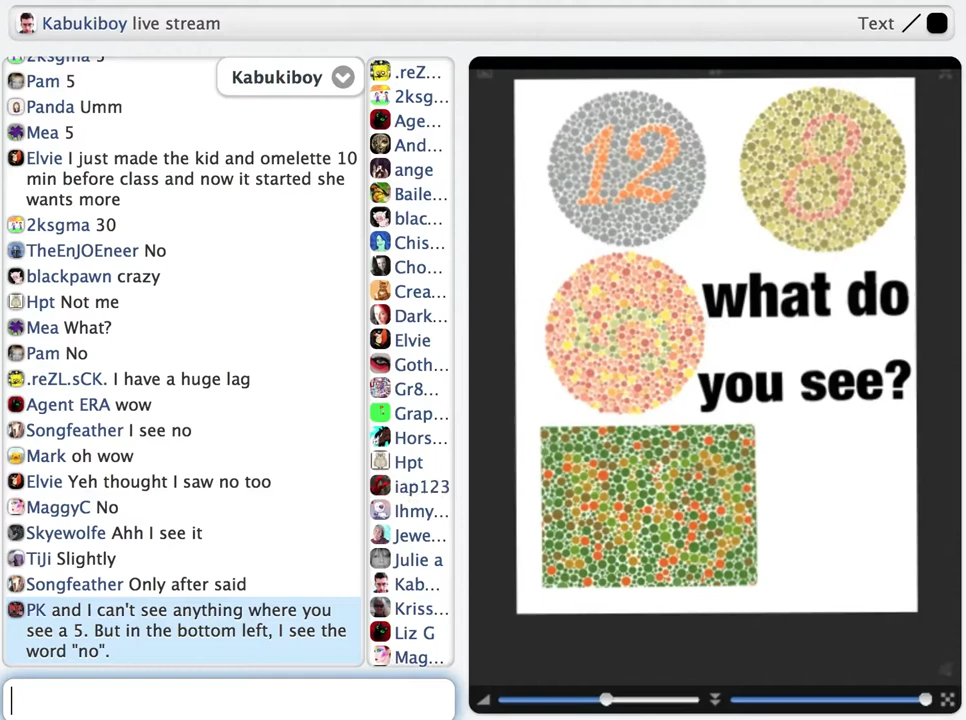 Kabukiboy live stream
Text
2ksgma 5
Pam 5
Kabukiboy
Panda Umm
Mea 5
Elvie I just made the kid and omelette 10
min before class and now it started she
wants more
2ksgma 30
TheEnJOEneer No
blackpawn crazy
Hpt Not me
Mea What?
Pam No
.reZL.sCK. I have a huge lag
Agent ERA wow
Songfeather I see no
Mark oh wow
Elvie Yeh thought I saw no too
MaggyC No
Skyewolfe Ahh I see it
TiJi Slightly
Songfeather Only after said
PK and I can't see anything where you
see a 5. But in the bottom left, I see the
word "no".
.reZ...
2ksg...
Age...
And...
ange
Baile...
blac...
Chis...
Cho...
Crea...
Dark...
Elvie
Goth...
Gr8...
Grap...
Hors...
Hpt
iap123
Ihmy...
Jewe...
Julie a
Kab...
Kriss...
Liz G
Mag...
12
8
5
what do
you see?